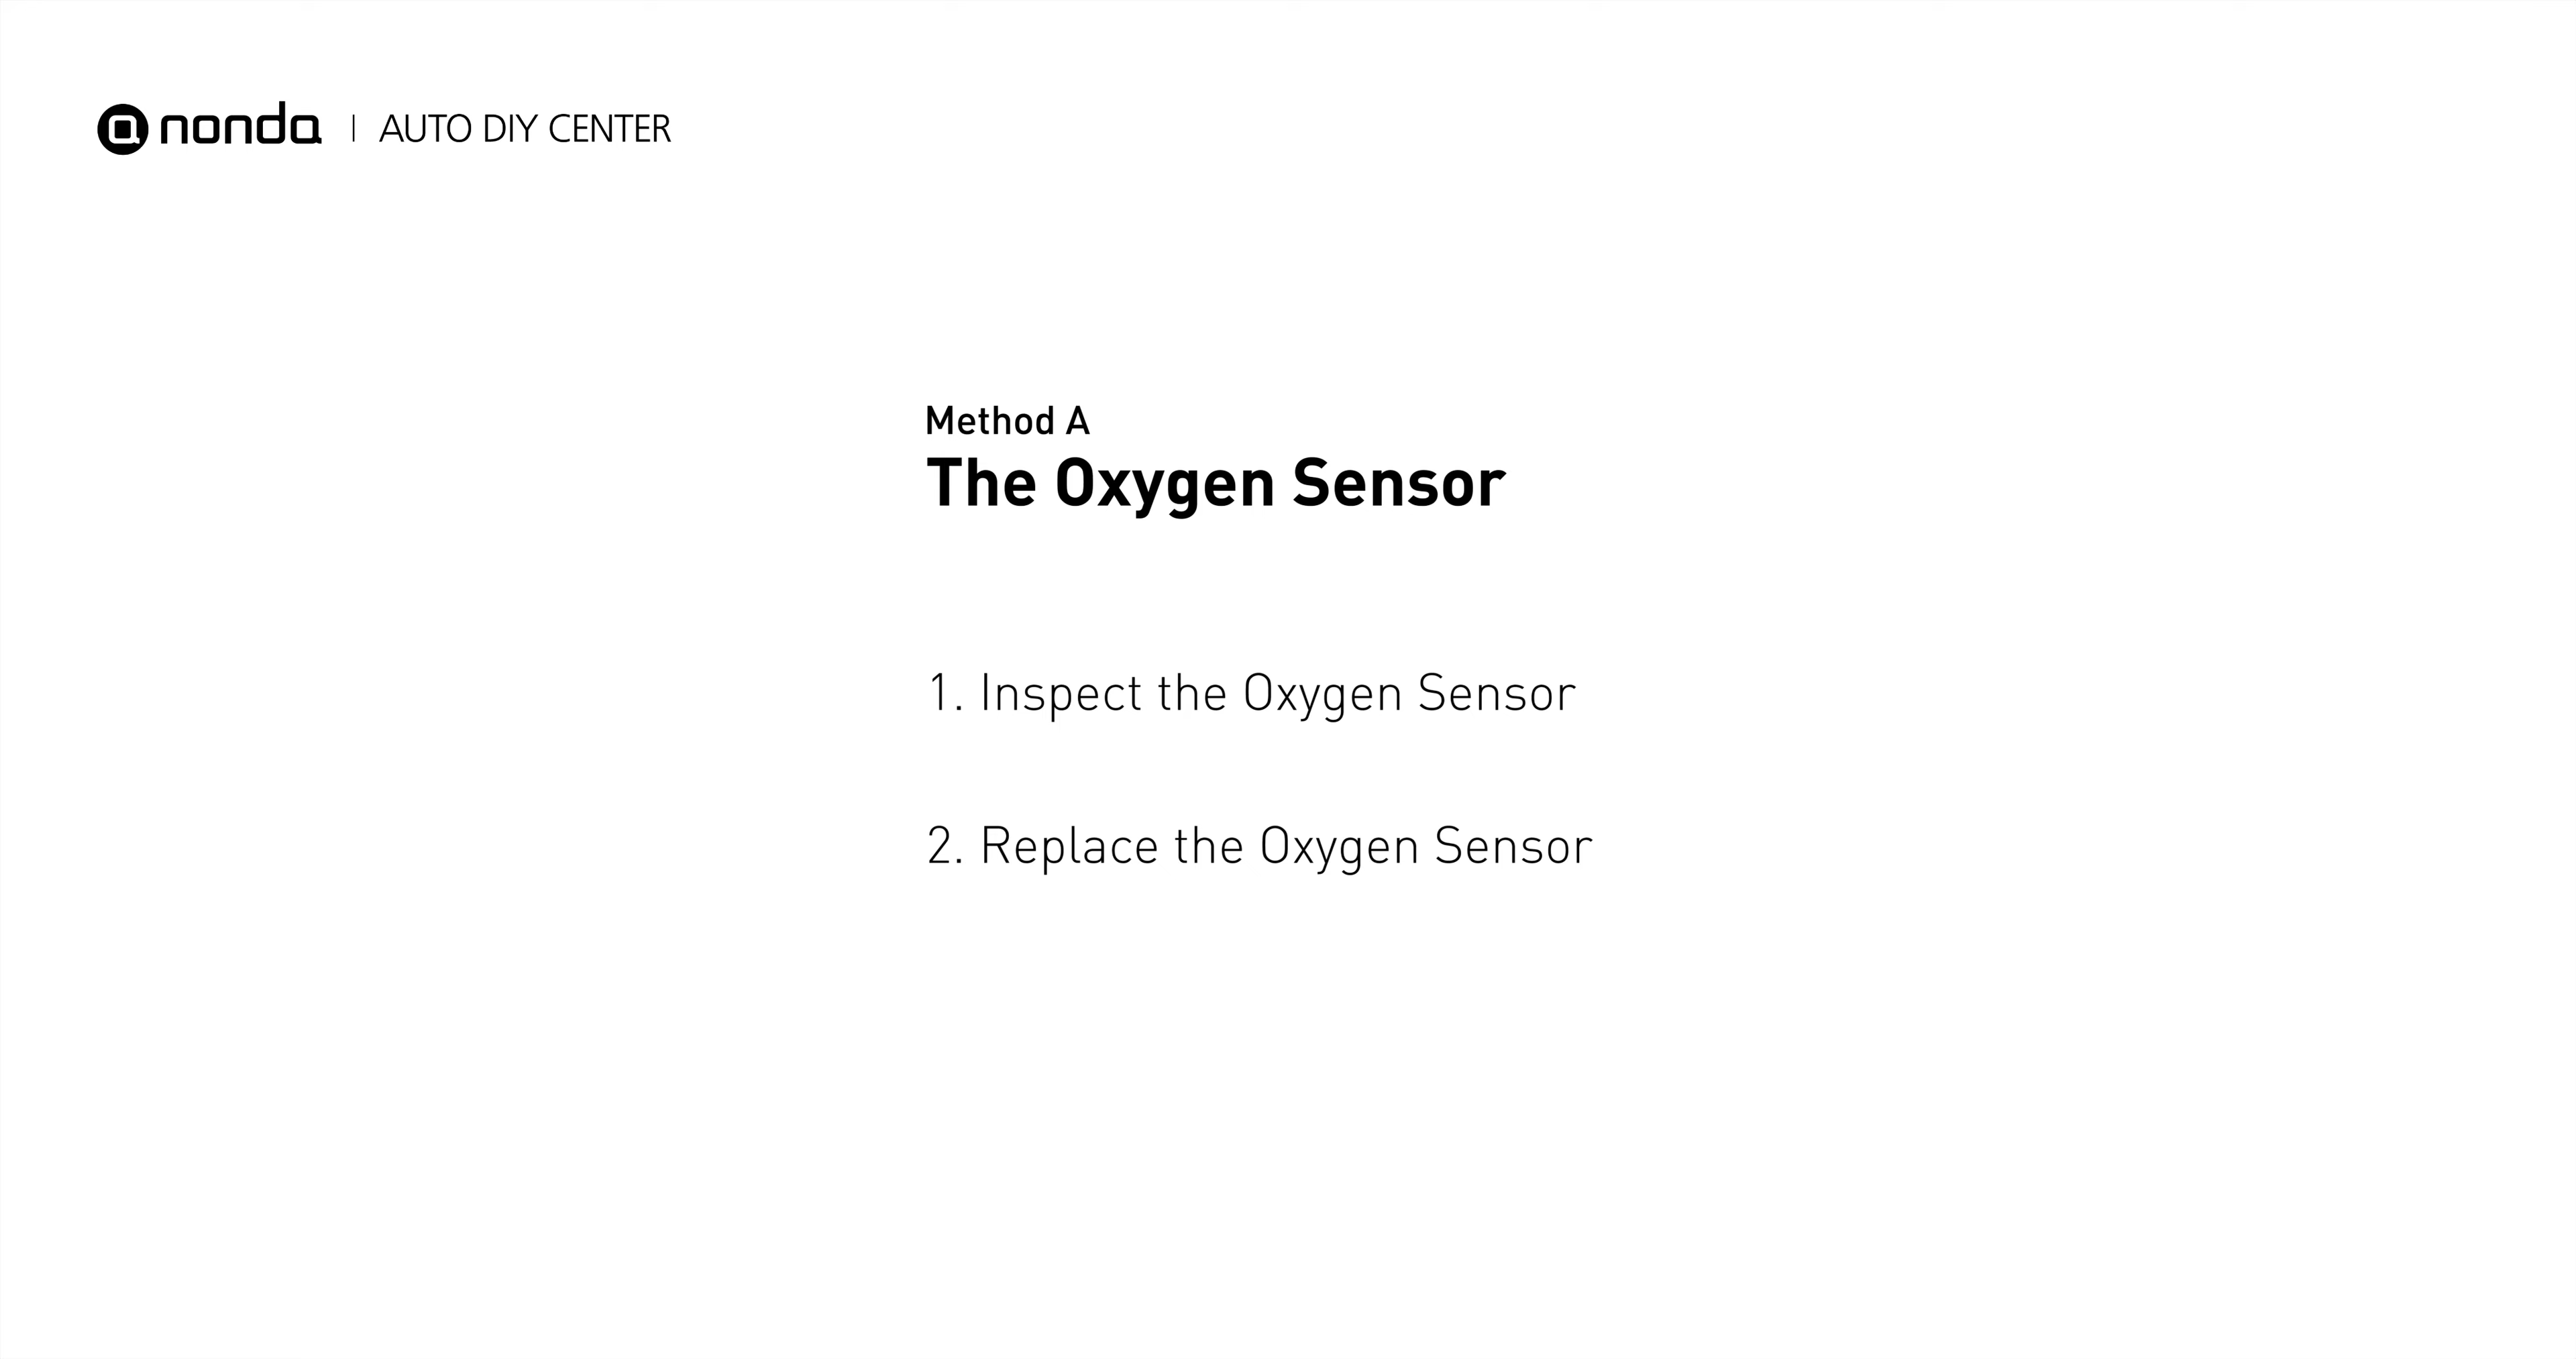 nonda | AUTO DIY CENTER
Method A
The Oxygen Sensor
1. Inspect the Oxygen Sensor
2. Replace the Oxygen Sensor